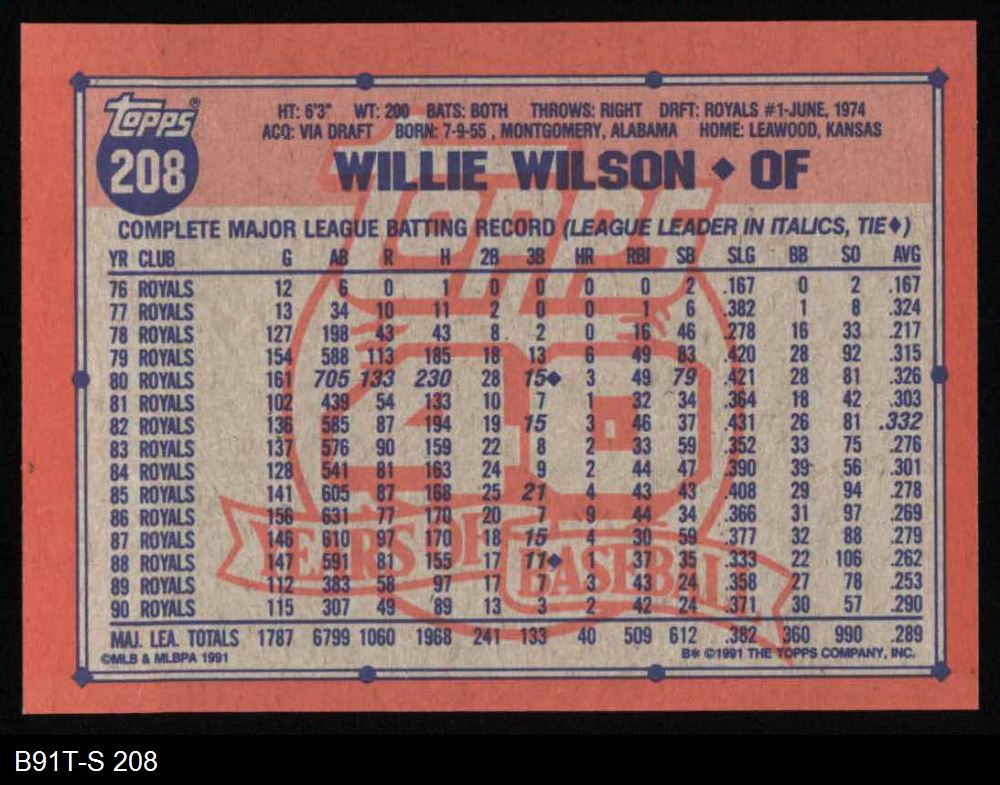 Topps®
208
HT: 6'3" WT: 200 BATS: BOTH THROWS: RIGHT DRFT: ROYALS #1-JUNE, 1974
ACQ: VIA DRAFT BORN: 7-9-55 , MONTGOMERY, ALABAMA HOME: LEAWOOD, KANSAS
WILLIE WILSON ♦ OF
COMPLETE MAJOR LEAGUE BATTING RECORD (LEAGUE LEADER IN ITALICS, TIE♦)
YR CLUB G AB R H 2B 3B HR RBI SB SLG BB SO AVG
76 ROYALS 12 6 0 1 0 0 0 0 2 .167 0 2 .167
77 ROYALS 13 34 10 11 2 0 0 1 6 .382 1 8 .324
78 ROYALS 127 198 43 43 8 2 0 16 46 .278 16 33 .217
79 ROYALS 154 588 113 185 18 13 6 49 83 .420 28 92 .315
80 ROYALS 161 705 133 230 28 15♦ 3 49 79 .421 28 81 .326
81 ROYALS 102 439 54 133 10 7 1 32 34 .364 18 42 .303
82 ROYALS 136 585 87 194 19 15 3 46 37 .431 26 81 .332
83 ROYALS 137 576 90 159 22 8 2 33 59 .352 33 75 .276
84 ROYALS 128 541 81 163 24 9 2 44 47 .390 39 56 .301
85 ROYALS 141 605 87 168 25 21 4 43 43 .408 29 94 .278
86 ROYALS 156 631 77 170 20 7 9 44 34 .366 31 97 .269
87 ROYALS 146 610 97 170 18 15 4 30 59 .377 32 88 .279
88 ROYALS 147 591 81 155 17 11♦ 1 37 35 .333 22 106 .262
89 ROYALS 112 383 58 97 17 7 3 43 24 .358 27 78 .253
90 ROYALS 115 307 49 89 13 3 2 42 24 .371 30 57 .290
MAJ. LEA. TOTALS 1787 6799 1060 1968 241 133 40 509 612 .382 360 990 .289
©MLB & MLBPA 1991 B* ©1991 THE TOPPS COMPANY, INC.
Topps
40
YEARS OF
BASEBALL
B91T-S 208